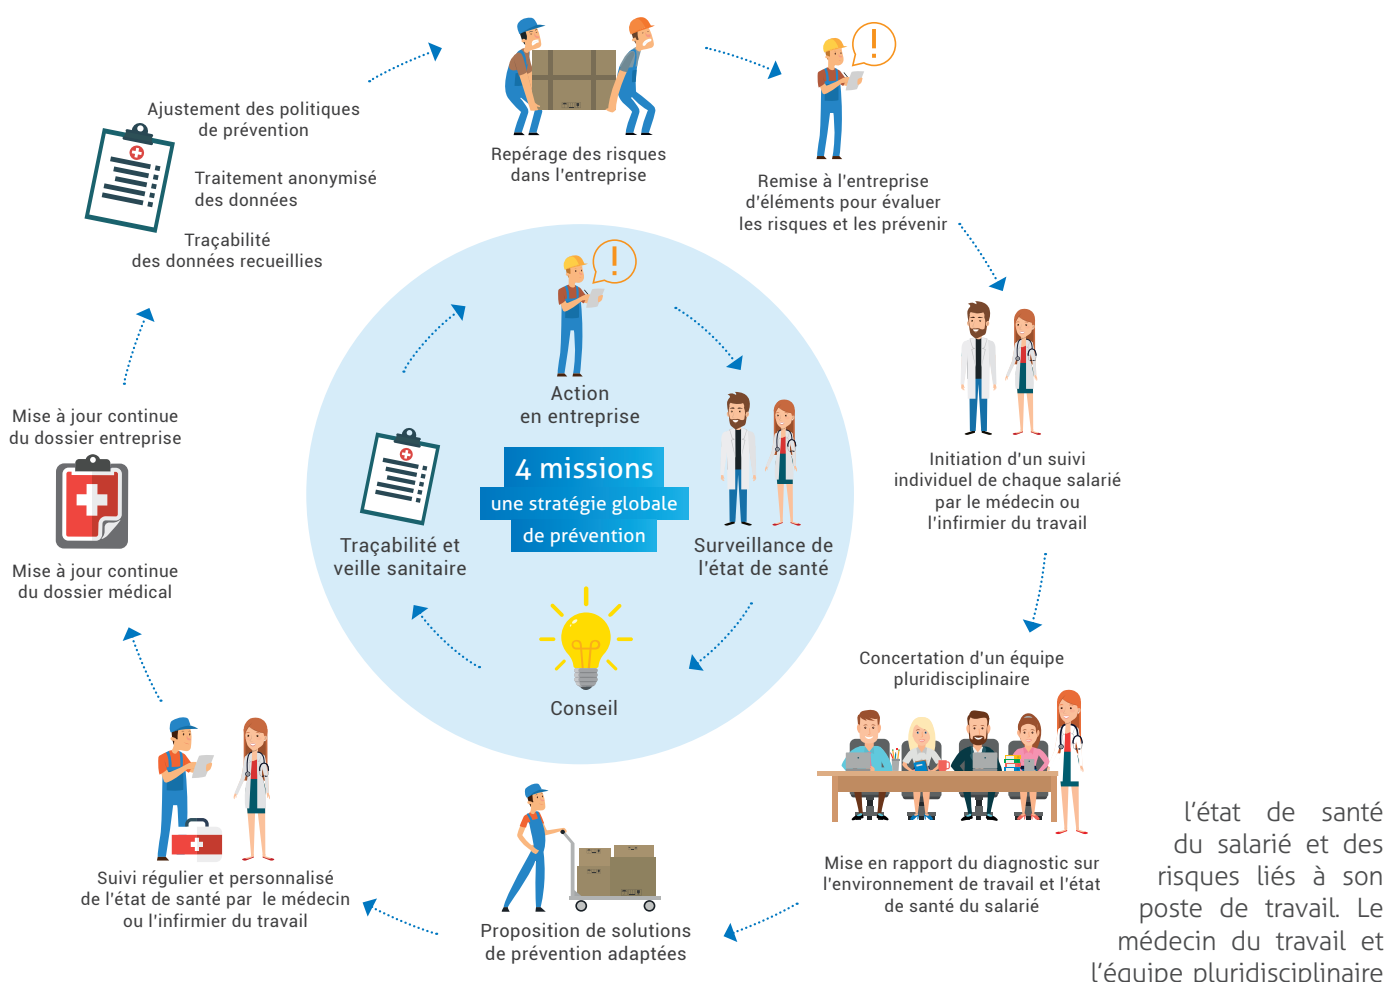 Repérage des risques
dans l'entreprise
Remise à l'entreprise
d'éléments pour évaluer
les risques et les prévenir
Initiation d'un suivi
individuel de chaque salarié
par le médecin ou
l'infirmier du travail
Concertation d'un équipe
pluridisciplinaire
Mise en rapport du diagnostic sur
l'environnement de travail et l'état
de santé du salarié
Proposition de solutions
de prévention adaptées
Suivi régulier et personnalisé
de l'état de santé par le médecin
ou l'infirmier du travail
Mise à jour continue
du dossier entreprise
Mise à jour continue
du dossier médical
Ajustement des politiques
de prévention
Traitement anonymisé
des données
Traçabilité
des données recueillies
Action
en entreprise
4 missions
une stratégie globale
de prévention
Surveillance de
l'état de santé
Conseil
Traçabilité et
veille sanitaire
l'état de santé
du salarié et des
risques liés à son
poste de travail. Le
médecin du travail et
l'équipe pluridisciplinaire